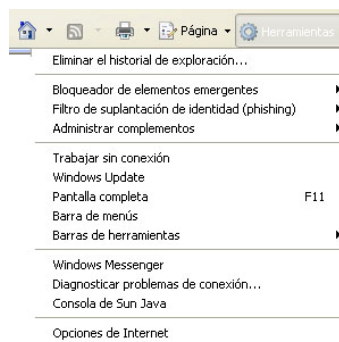 Página Herramientas
Eliminar el historial de exploración...
Bloqueador de elementos emergentes
Filtro de suplantación de identidad (phishing)
Administrar complementos
Trabajar sin conexión
Windows Update
Pantalla completa F11
Barra de menús
Barras de herramientas
Windows Messenger
Diagnosticar problemas de conexión...
Consola de Sun Java
Opciones de Internet